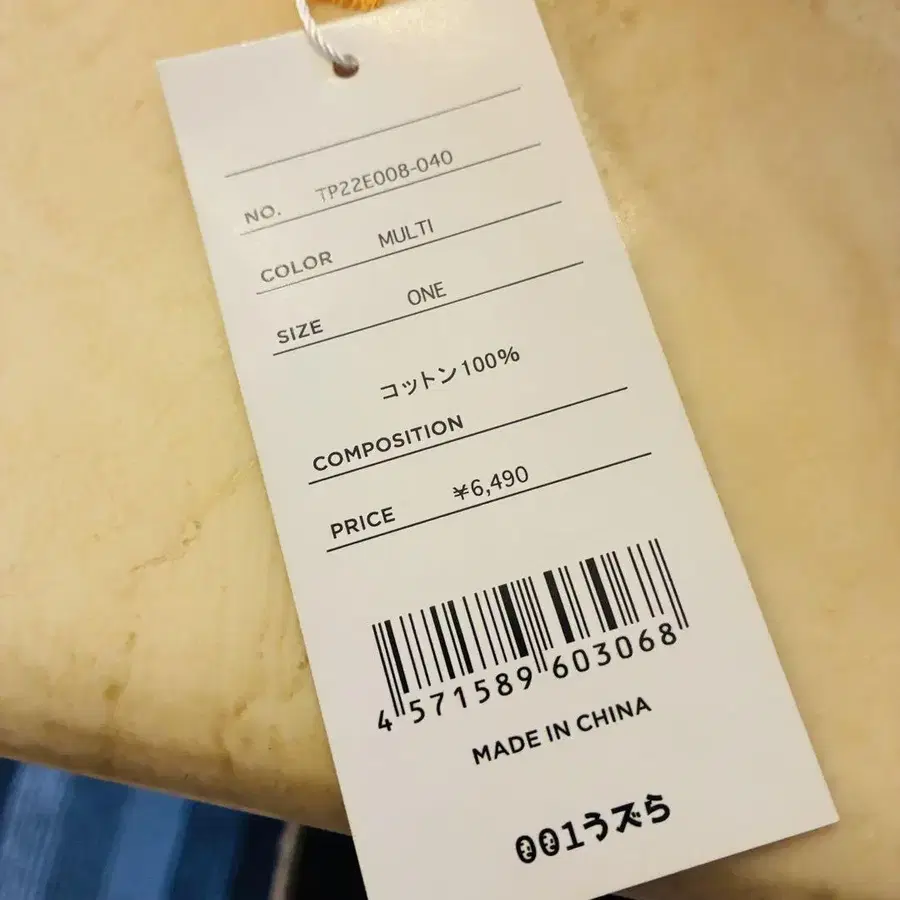 NO. TP22E008-040
COLOR MULTI
SIZE ONE
コットン100%
COMPOSITION
PRICE ¥6,490
4 571589 603068
MADE IN CHINA
001うズら